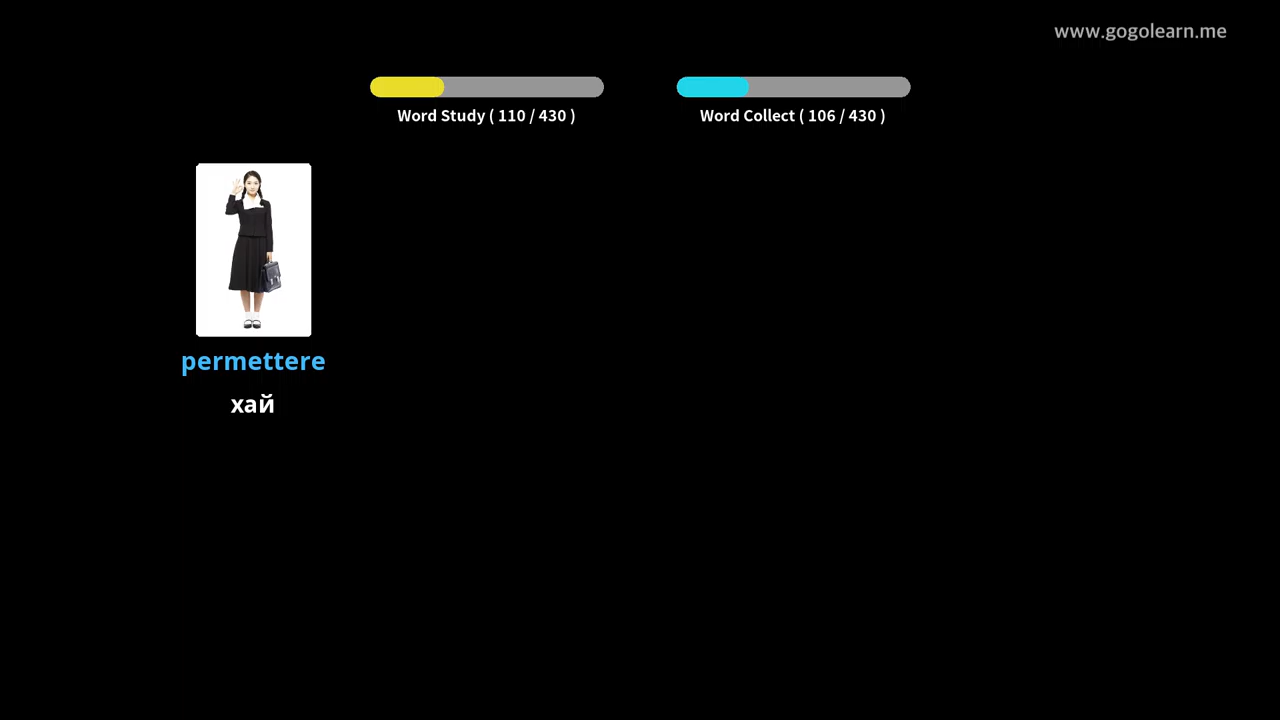 www.gogolearn.me
Word Study ( 110 / 430 )
Word Collect ( 106 / 430 )
permettere
хай